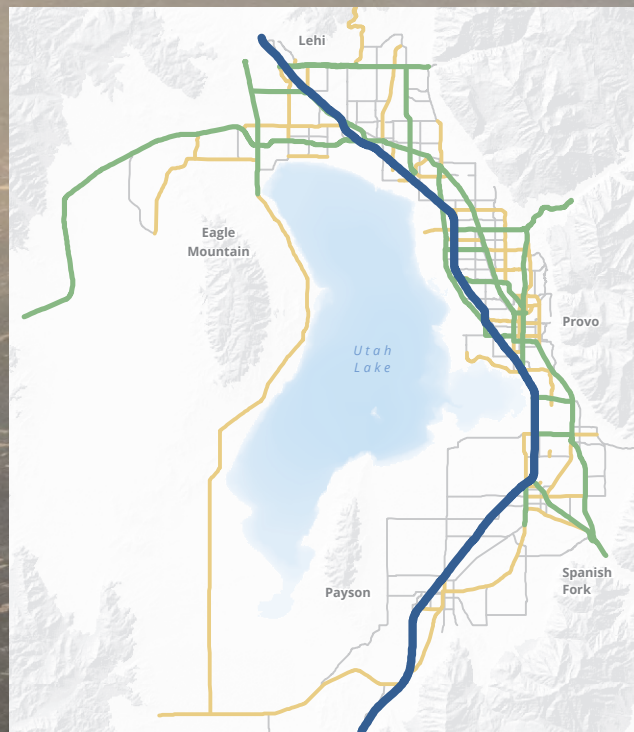 Lehi
Eagle
Mountain
Provo
Utah
Lake
Spanish
Fork
Payson